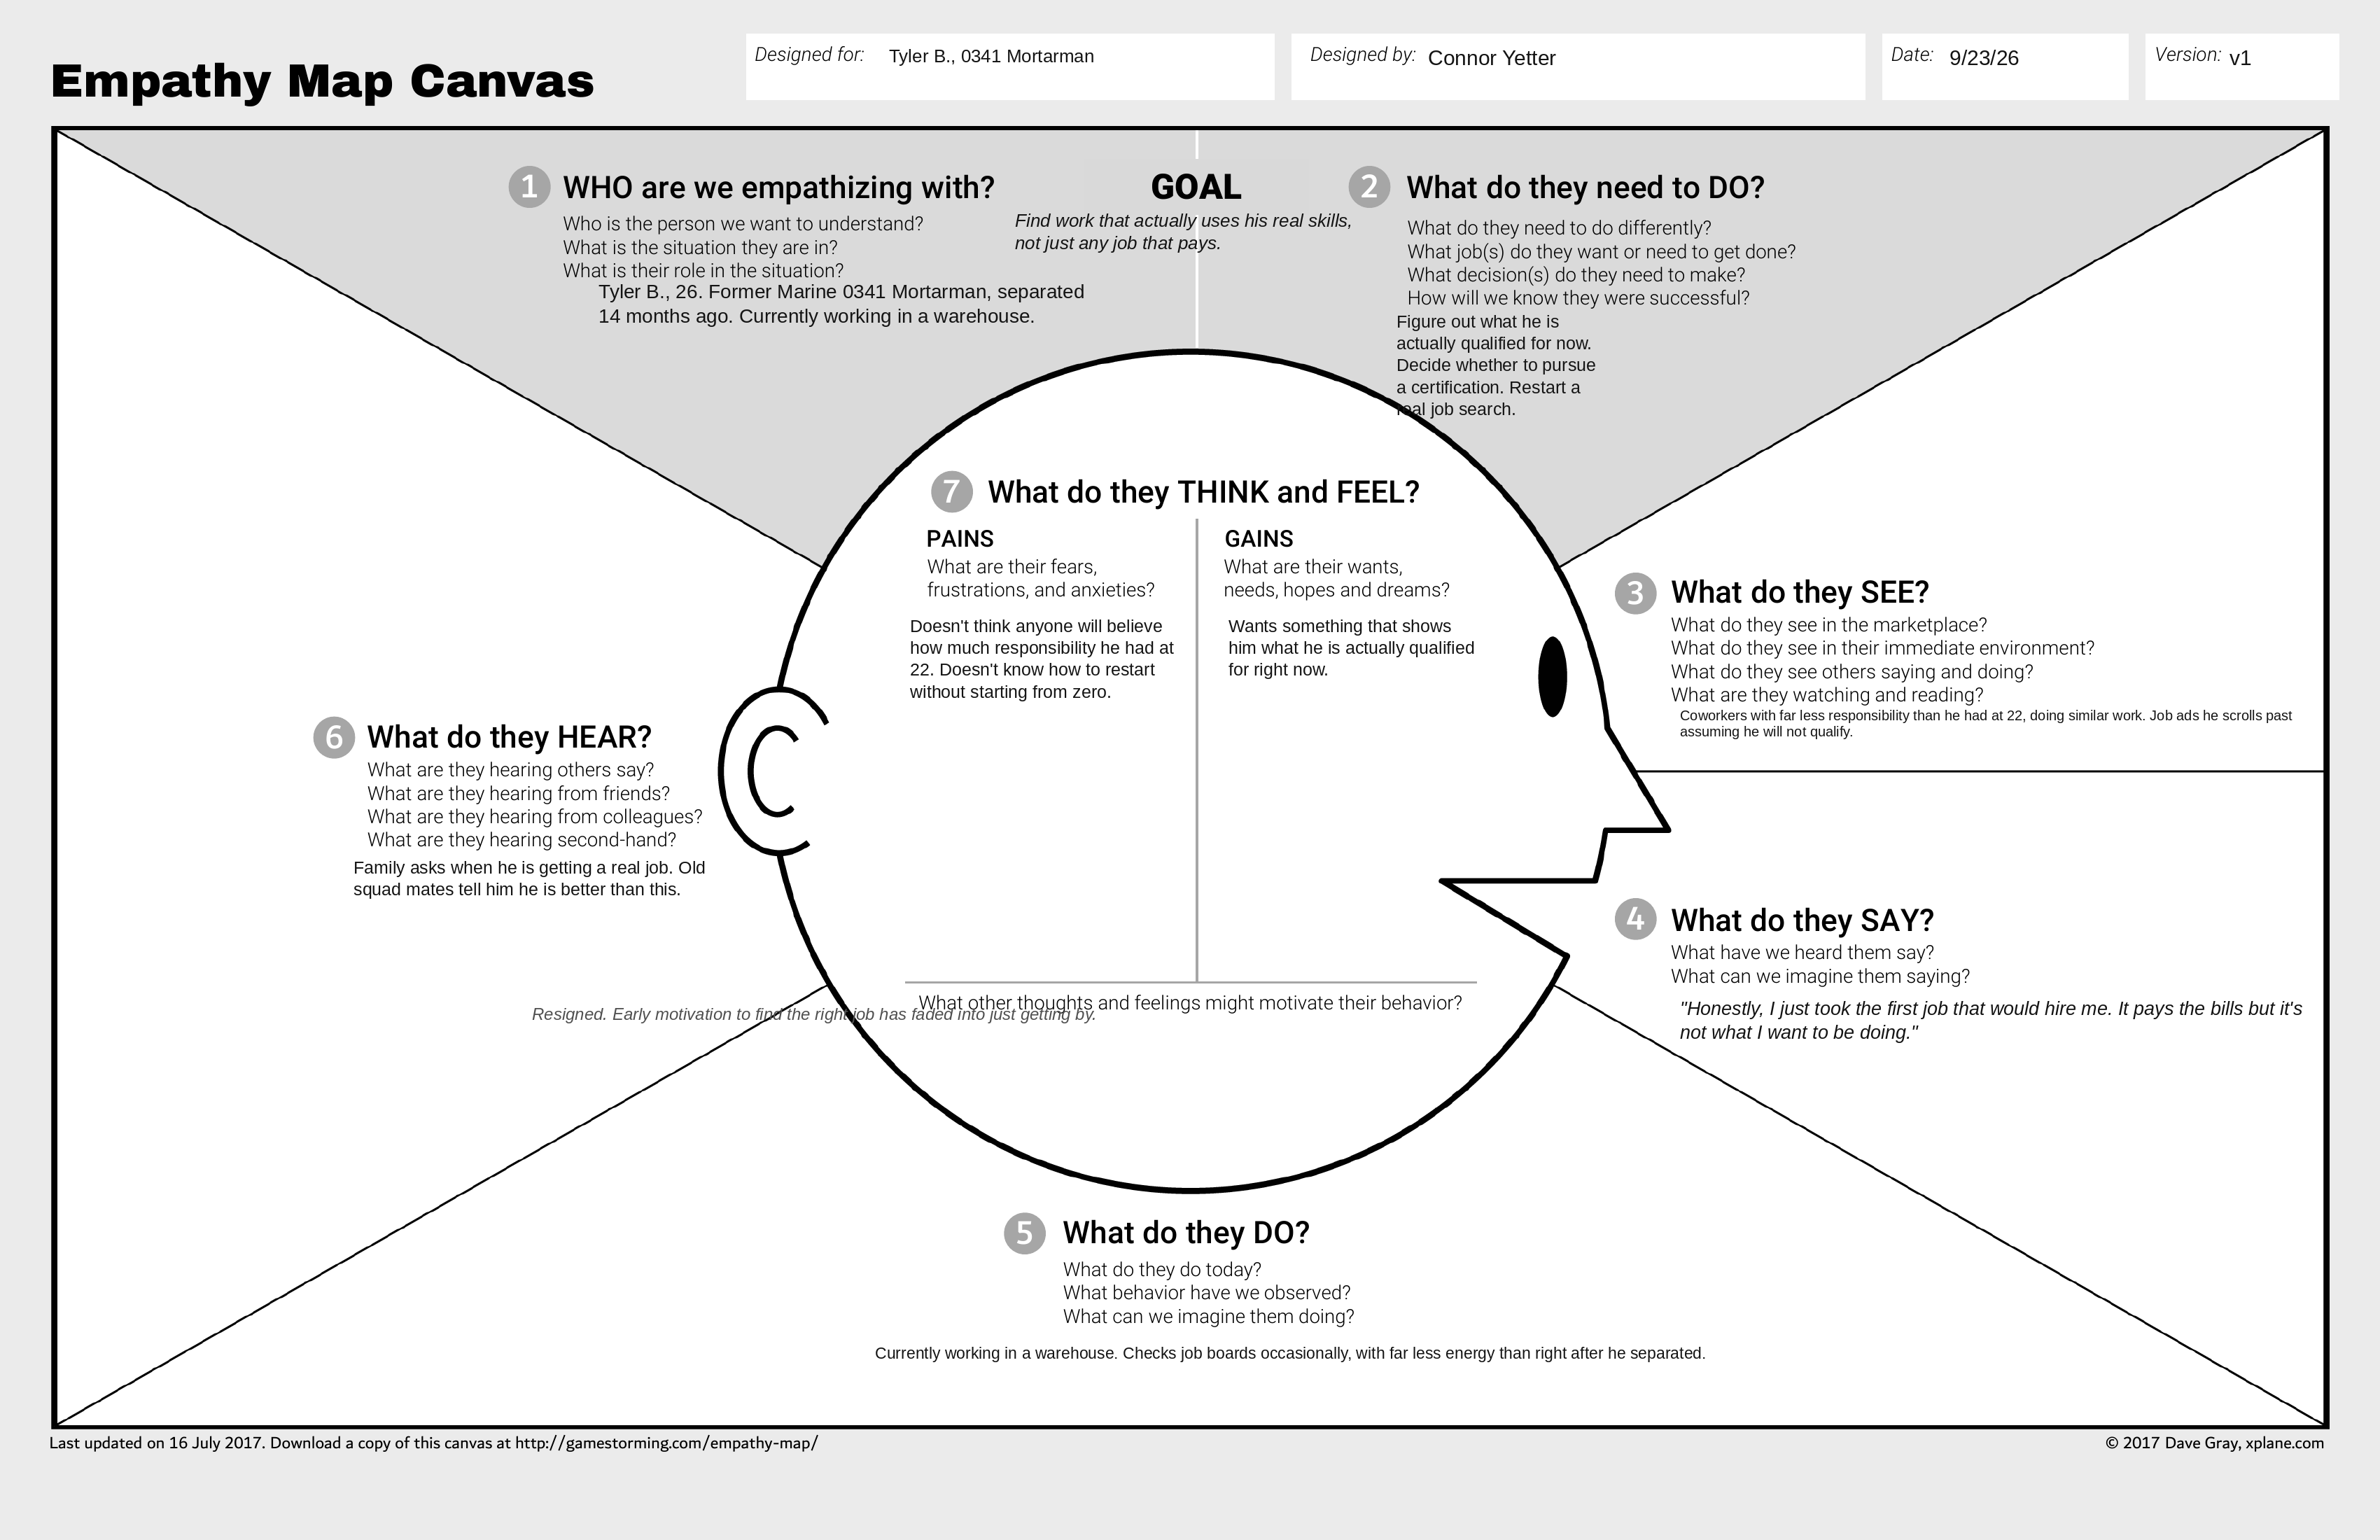 Empathy Map Canvas
Designed for: Tyler B., 0341 Mortarman
Designed by: Connor Yetter
Date: 9/23/26
Version: v1
1 WHO are we empathizing with?
Who is the person we want to understand?
What is the situation they are in?
What is their role in the situation?
Tyler B., 26. Former Marine 0341 Mortarman, separated
14 months ago. Currently working in a warehouse.
GOAL
Find work that actually uses his real skills,
not just any job that pays.
2 What do they need to DO?
What do they need to do differently?
What job(s) do they want or need to get done?
What decision(s) do they need to make?
How will we know they were successful?
Figure out what he is
actually qualified for now.
Decide whether to pursue
a certification. Restart a
real job search.
7 What do they THINK and FEEL?
PAINS
What are their fears,
frustrations, and anxieties?
Doesn't think anyone will believe
how much responsibility he had at
22. Doesn't know how to restart
without starting from zero.
GAINS
What are their wants,
needs, hopes and dreams?
Wants something that shows
him what he is actually qualified
for right now.
3 What do they SEE?
What do they see in the marketplace?
What do they see in their immediate environment?
What do they see others saying and doing?
What are they watching and reading?
Coworkers with far less responsibility than he had at 22, doing similar work. Job ads he scrolls past
assuming he will not qualify.
6 What do they HEAR?
What are they hearing others say?
What are they hearing from friends?
What are they hearing from colleagues?
What are they hearing second-hand?
Family asks when he is getting a real job. Old
squad mates tell him he is better than this.
4 What do they SAY?
What have we heard them say?
What can we imagine them saying?
"Honestly, I just took the first job that would hire me. It pays the bills but it's
not what I want to be doing."
What other thoughts and feelings might motivate their behavior?
Resigned. Early motivation to find the right job has faded into just getting by.
5 What do they DO?
What do they do today?
What behavior have we observed?
What can we imagine them doing?
Currently working in a warehouse. Checks job boards occasionally, with far less energy than right after he separated.
Last updated on 16 July 2017. Download a copy of this canvas at http://gamestorming.com/empathy-map/
© 2017 Dave Gray, xplane.com